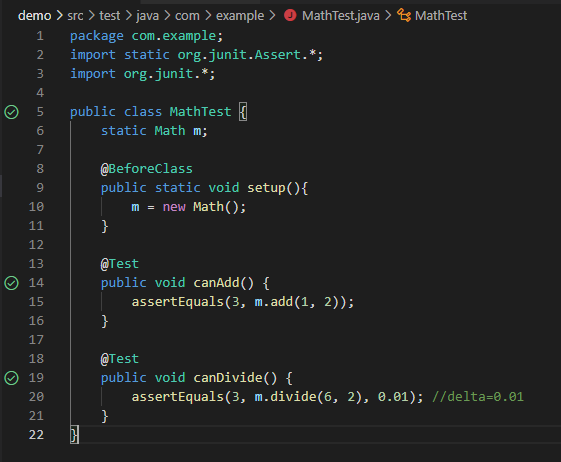 demo > src > test > java > com > example > J MathTest.java > MathTest
1 package com.example;
2 import static org.junit.Assert.*;
3 import org.junit.*;
4
5 public class MathTest {
6     static Math m;
7
8     @BeforeClass
9     public static void setup(){
10         m = new Math();
11     }
12
13     @Test
14     public void canAdd() {
15         assertEquals(3, m.add(1, 2));
16     }
17
18     @Test
19     public void canDivide() {
20         assertEquals(3, m.divide(6, 2), 0.01); //delta=0.01
21     }
22 }